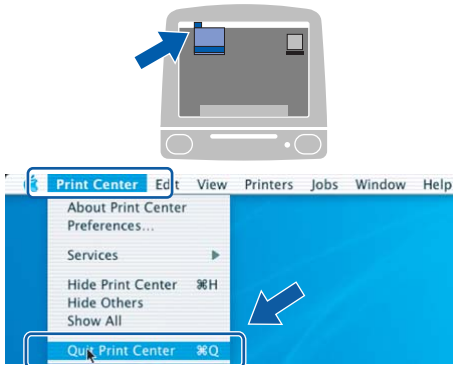 Print Center Edit View Printers Jobs Window Help
About Print Center
Preferences...
Services
Hide Print Center ⌘H
Hide Others
Show All
Quit Print Center ⌘Q